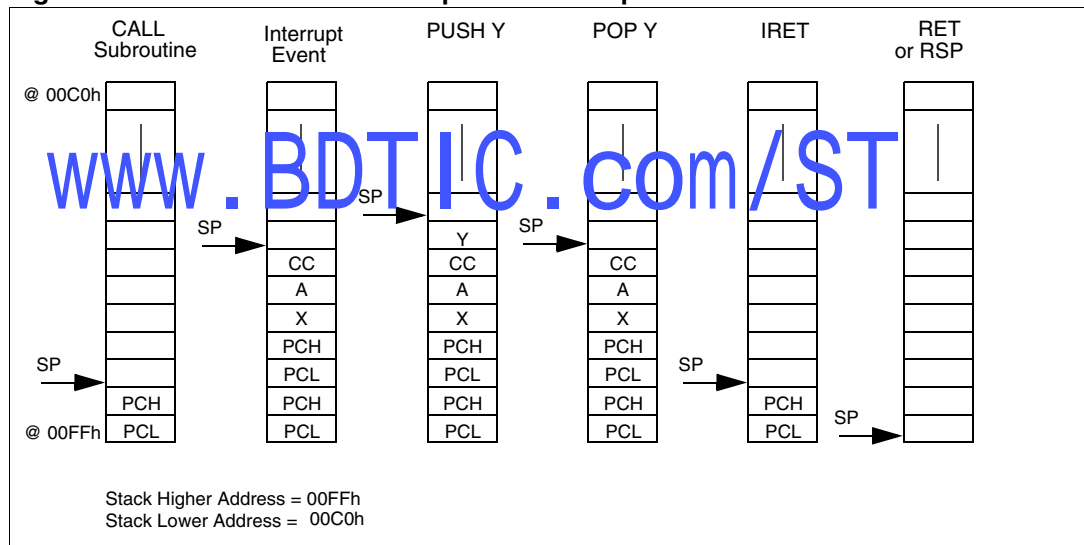 CALL Subroutine
Interrupt Event
PUSH Y
POP Y
IRET
RET or RSP
@ 00C0h
www.BDTIC.com/ST
SP
SP
SP
Y
CC
CC
CC
A
A
A
X
X
X
PCH
PCH
PCH
SP
PCL
PCL
PCL
SP
PCH
PCH
PCH
PCH
PCH
SP
@ 00FFh
PCL
PCL
PCL
PCL
PCL
Stack Higher Address = 00FFh
Stack Lower Address = 00C0h